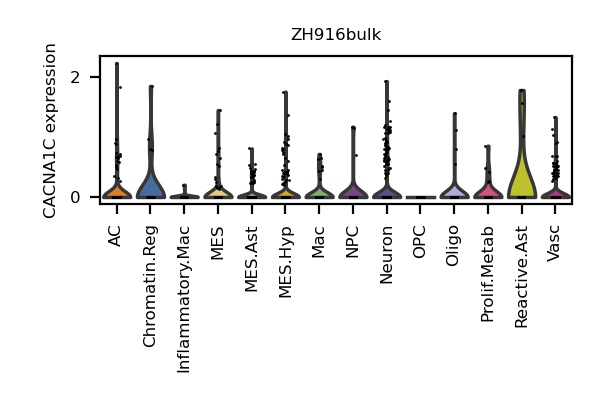 ZH916bulk
CACNA1C expression
2
0
AC
Chromatin.Reg
Inflammatory.Mac
MES
MES.Ast
MES.Hyp
Mac
NPC
Neuron
OPC
Oligo
Prolif.Metab
Reactive.Ast
Vasc